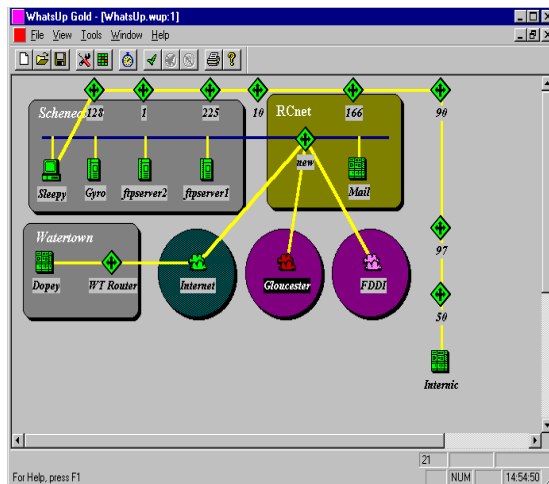 WhatsUp Gold - [WhatsUp.wup:1]
File View Tools Window Help
128 1 225 10 166 90
RCnet
new
Sleepy Gyro ftpserver2 ftpserver1 Mail
Watertown
97
Dopey WT Router Internet Gloucester FDDI
50
Internic
21
For Help, press F1 NUM 14:54:50